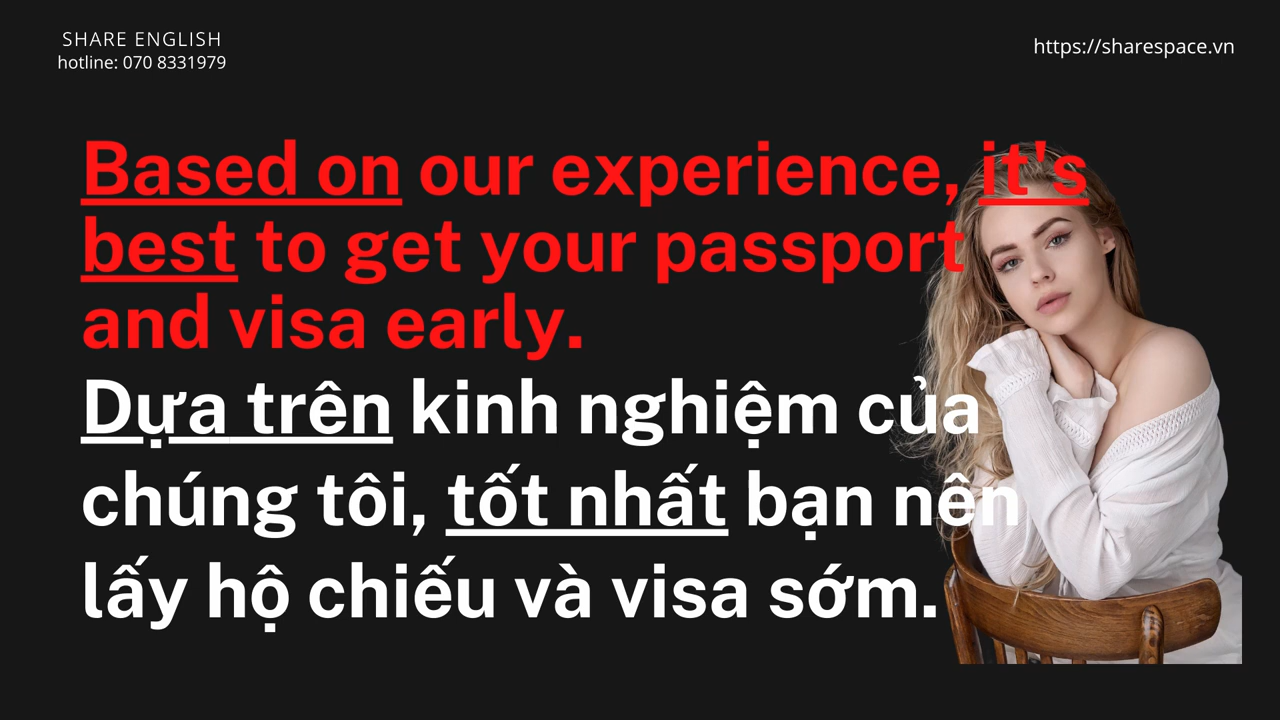 SHARE ENGLISH
hotline: 070 8331979
https://sharespace.vn
Based on our experience, it's
best to get your passport
and visa early.
Dựa trên kinh nghiệm của
chúng tôi, tốt nhất bạn nên
lấy hộ chiếu và visa sớm.